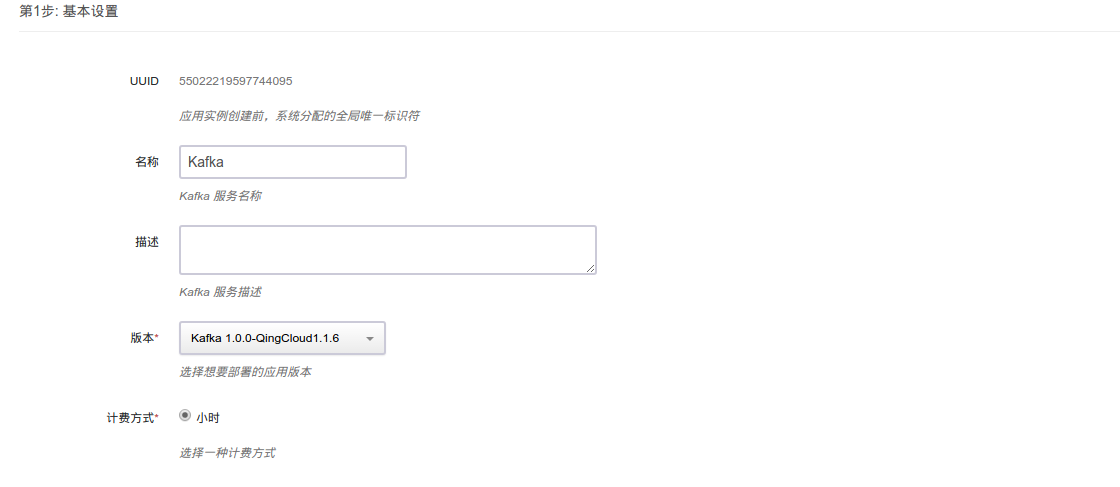 第1步: 基本设置
UUID 55022219597744095
应用实例创建前，系统分配的全局唯一标识符
名称 Kafka
Kafka 服务名称
描述
Kafka 服务描述
版本* Kafka 1.0.0-QingCloud1.1.6
选择想要部署的应用版本
计费方式* 小时
选择一种计费方式